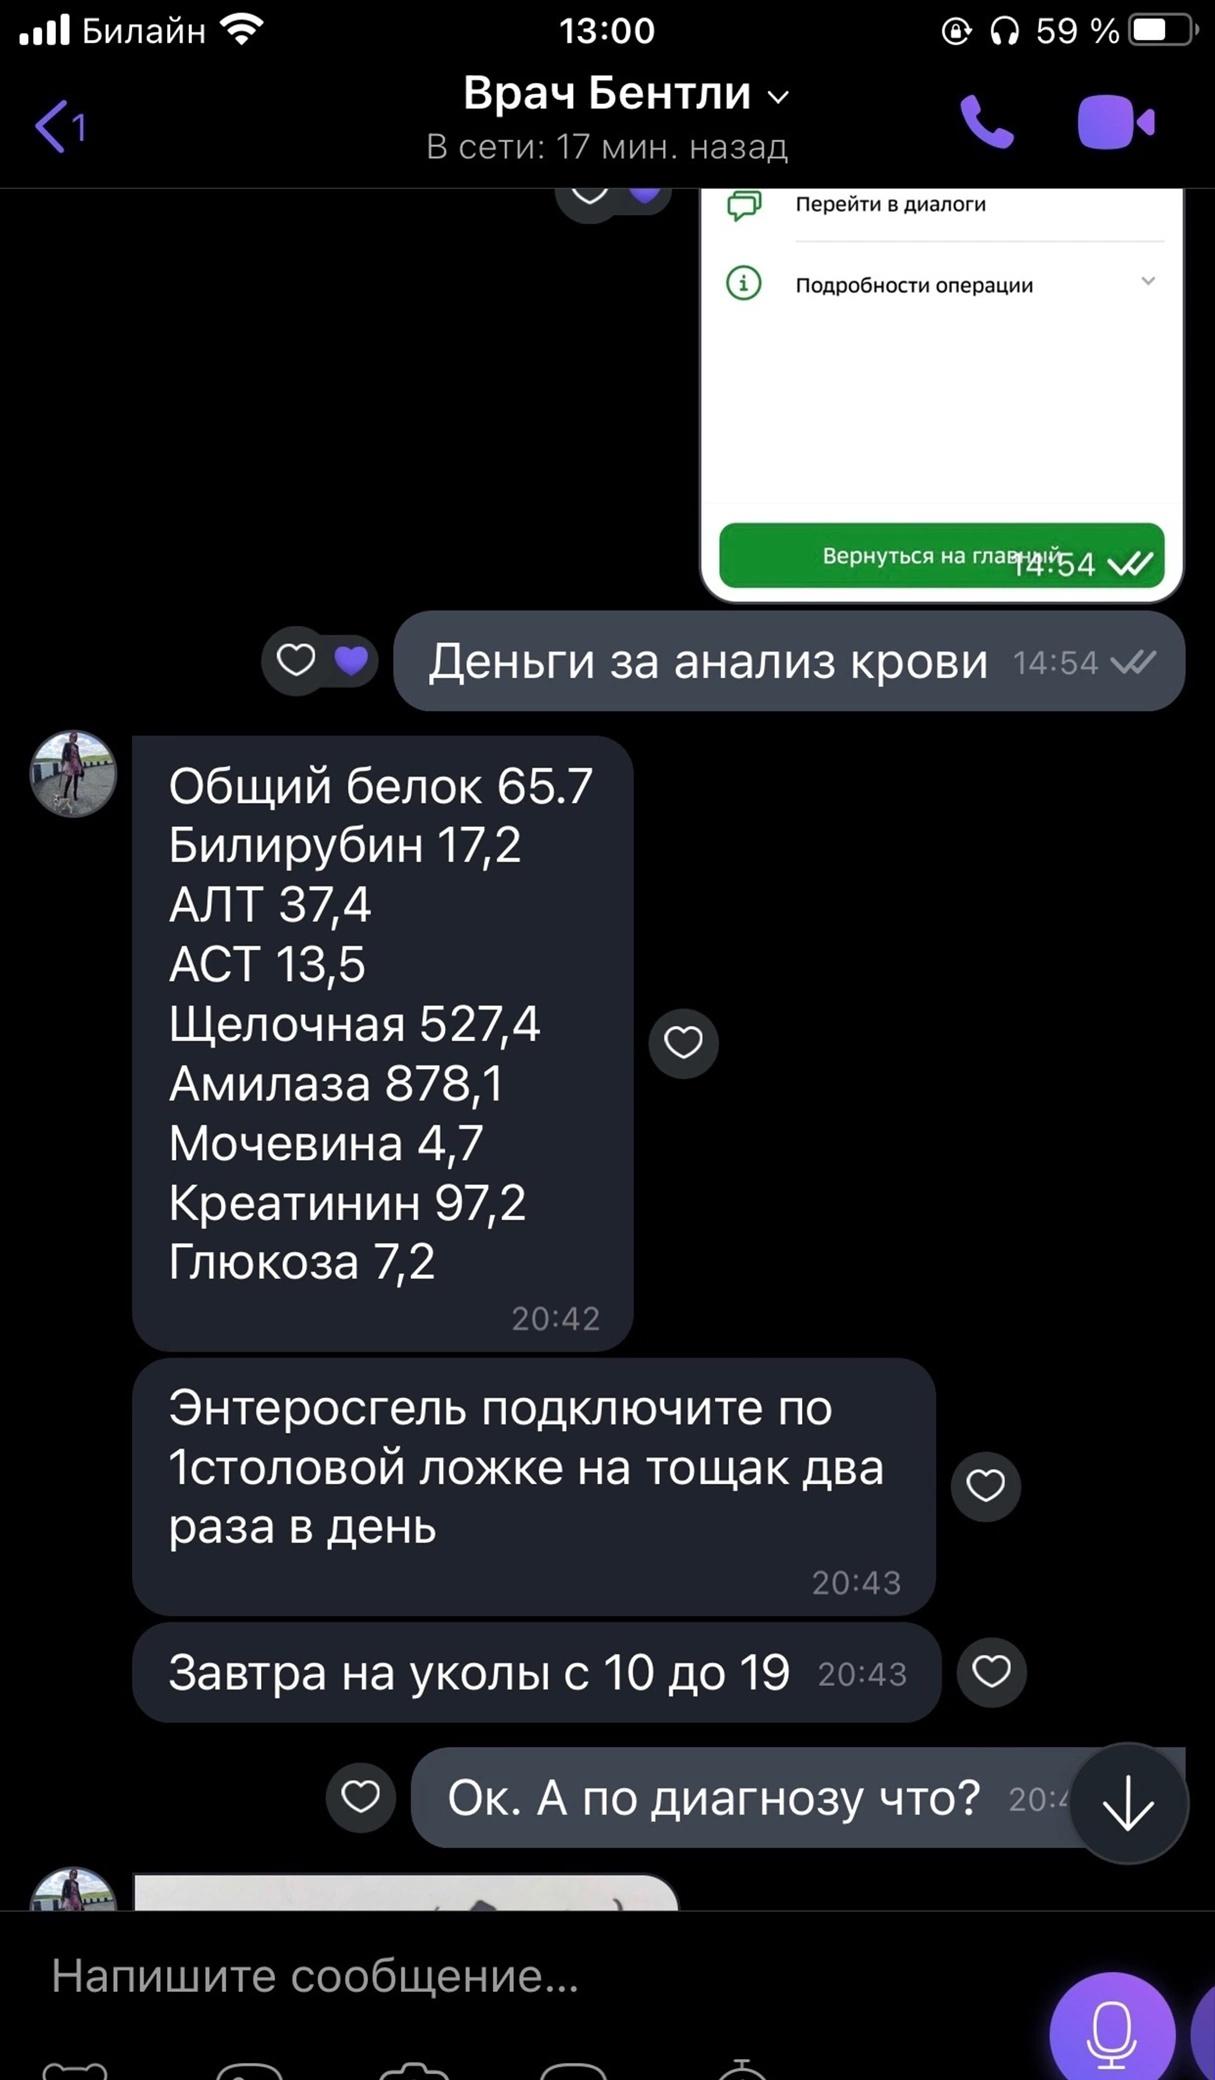 Билайн 13:00 59 %
1 Врач Бентли
В сети: 17 мин. назад
Перейти в диалоги
Подробности операции
Вернуться на главный
14:54
Деньги за анализ крови 14:54
Общий белок 65.7
Билирубин 17,2
АЛТ 37,4
АСТ 13,5
Щелочная 527,4
Амилаза 878,1
Мочевина 4,7
Креатинин 97,2
Глюкоза 7,2
20:42
Энтеросгель подключите по
1столовой ложке на тощак два
раза в день
20:43
Завтра на уколы с 10 до 19 20:43
Ок. А по диагнозу что?
Напишите сообщение...